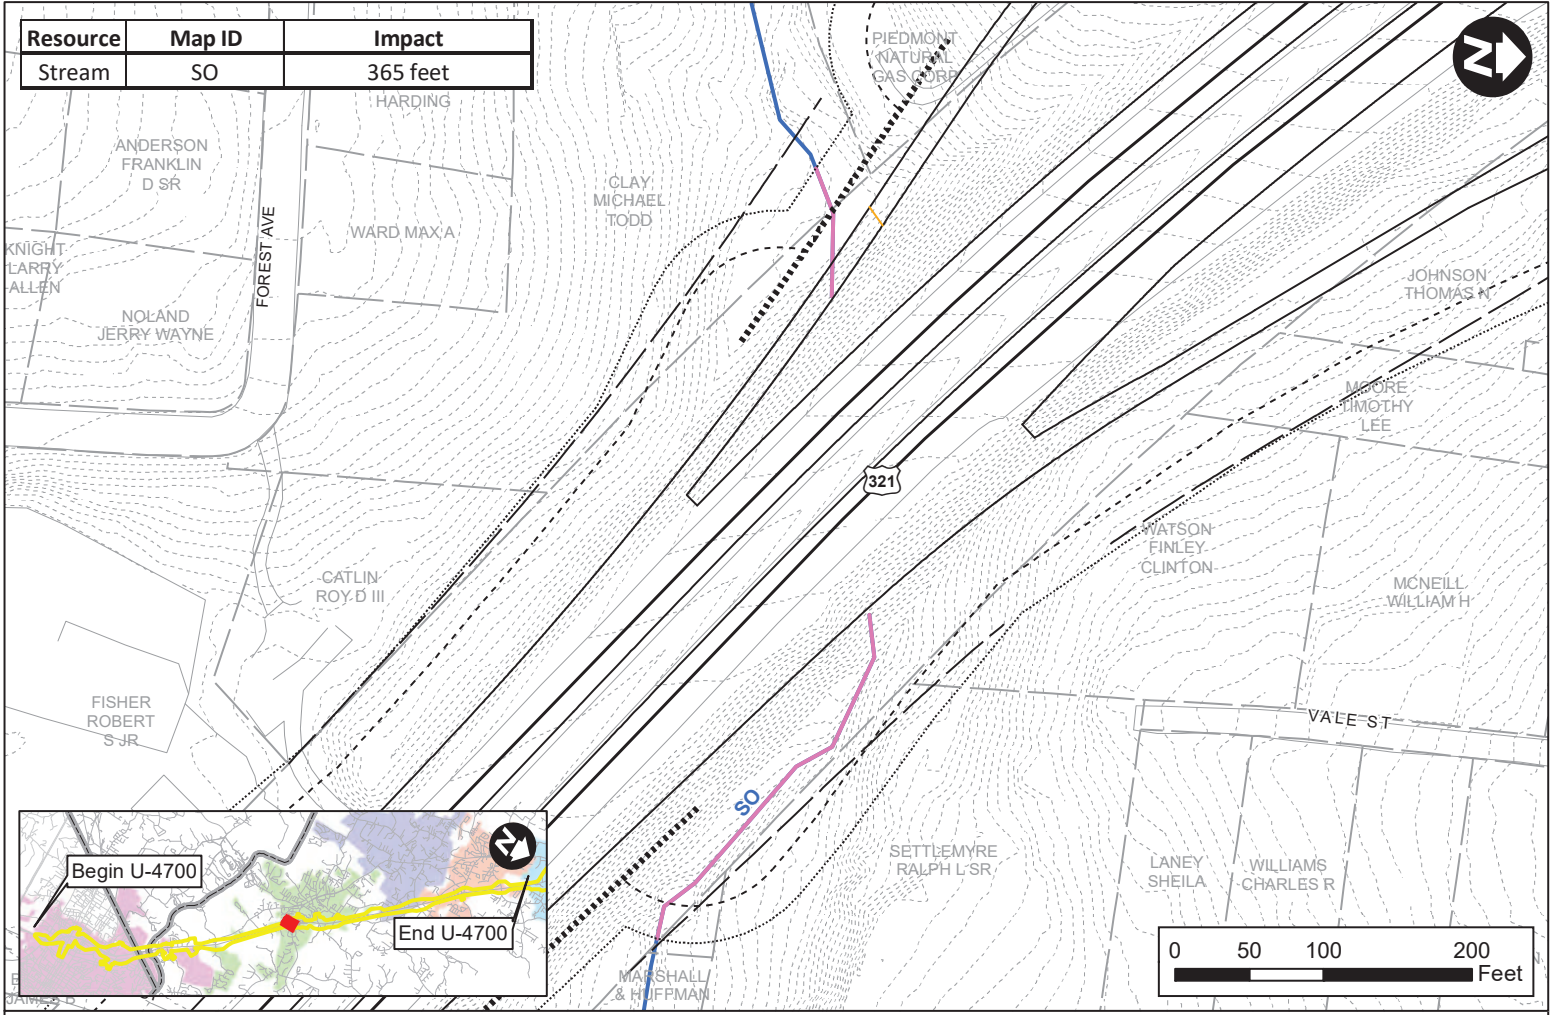 Resource Map ID Impact
Stream SO 365 feet
N
PIEDMONT
NATURAL
GAS CORP
HARDING
ANDERSON
FRANKLIN
D SR
CLAY
MICHAEL
TODD
FOREST AVE
WARD MAX A
KNIGHT
LARRY
ALLEN
NOLAND
JERRY WAYNE
JOHNSON
THOMAS N
MOORE
TIMOTHY
LEE
321
WATSON
FINLEY
CLINTON
CATLIN
ROY D III
MCNEILL
WILLIAM H
FISHER
ROBERT
S JR
VALE ST
SO
SETTLEMYRE
RALPH L SR
LANEY
SHEILA
WILLIAMS
CHARLES R
MARSHALL
& HUFFMAN
JAMES B
N
Begin U-4700
End U-4700
0 50 100 200
Feet